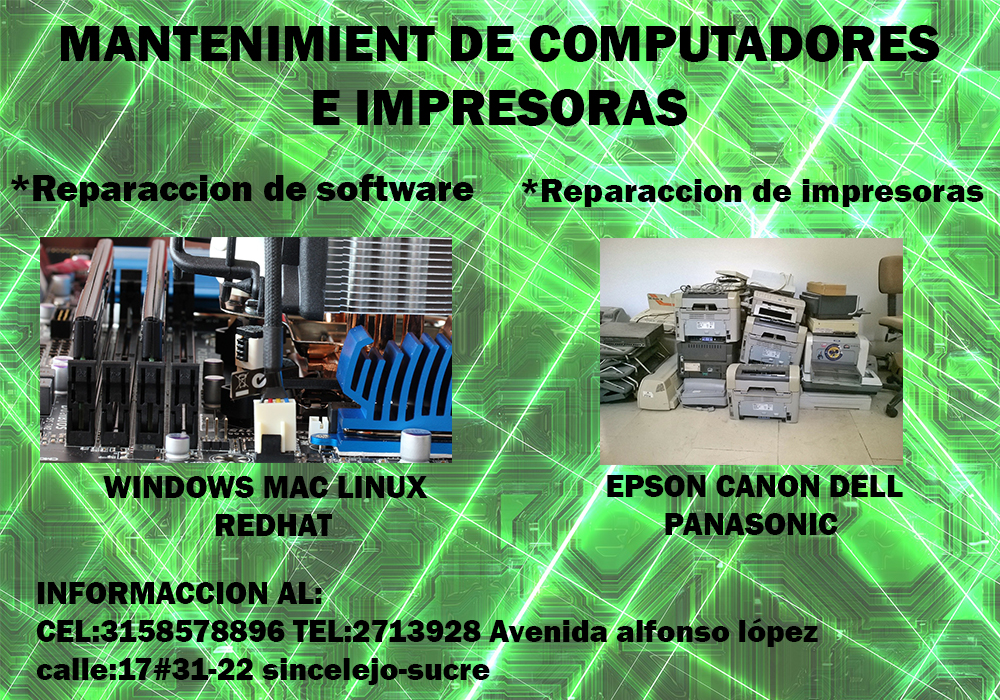 MANTENIMIENT DE COMPUTADORES
E IMPRESORAS
*Reparaccion de software
*Reparaccion de impresoras
WINDOWS MAC LINUX
REDHAT
EPSON CANON DELL
PANASONIC
INFORMACCION AL:
CEL:3158578896 TEL:2713928 Avenida alfonso lópez
calle:17#31-22 sincelejo-sucre